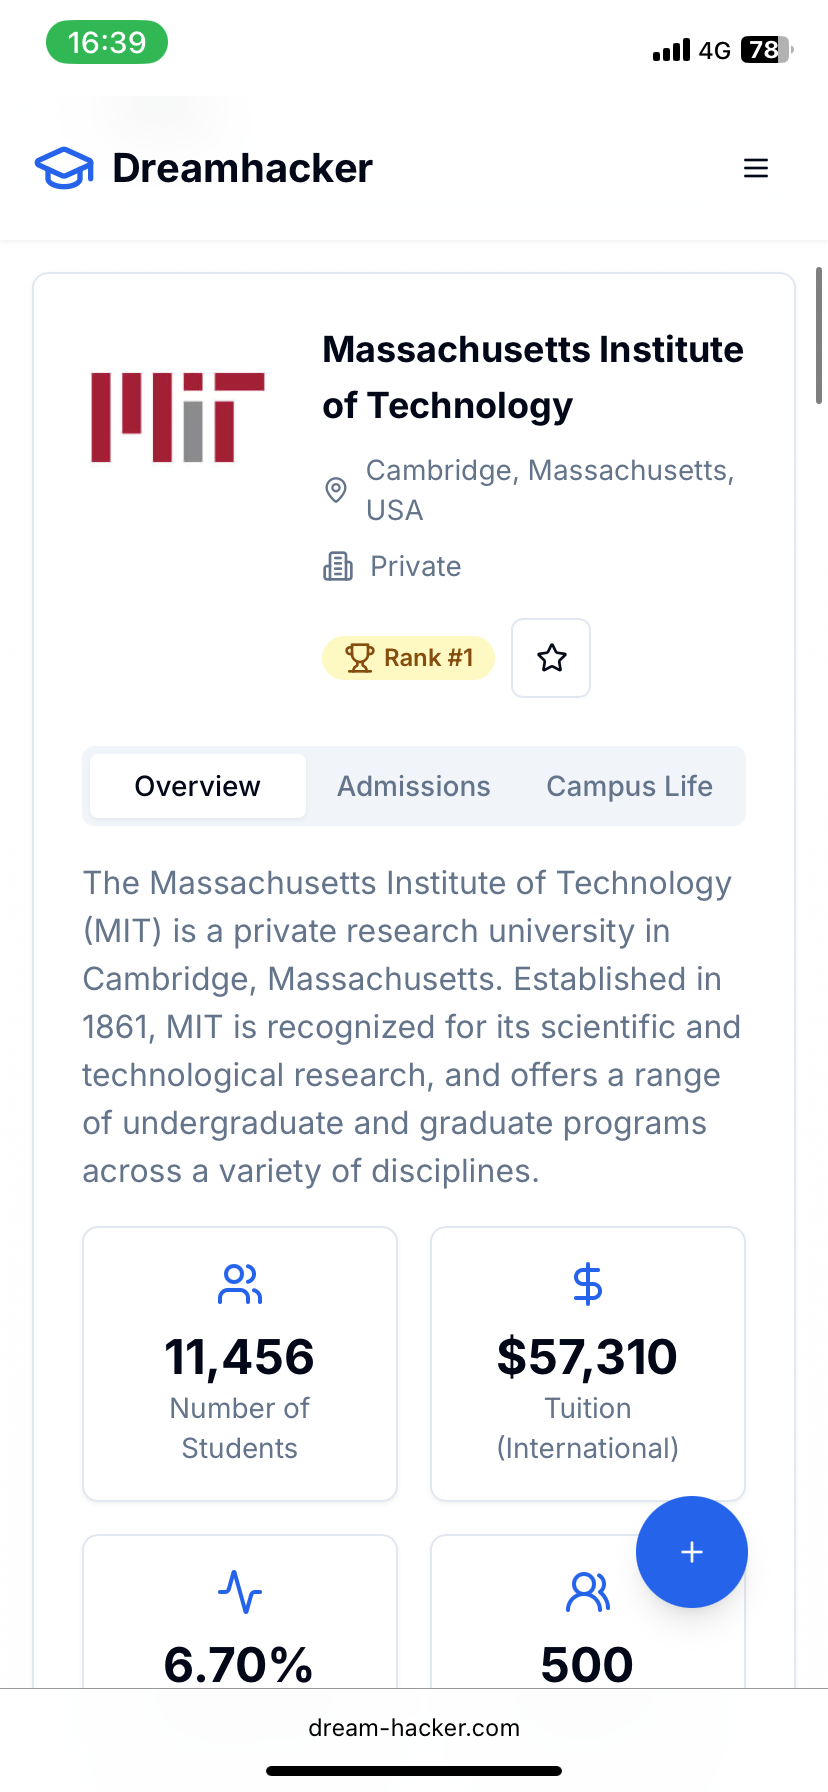 16:39
4G
78
Dreamhacker
MIT
Massachusetts Institute
of Technology
Cambridge, Massachusetts,
USA
Private
Rank #1
Overview
Admissions
Campus Life
The Massachusetts Institute of Technology
(MIT) is a private research university in
Cambridge, Massachusetts. Established in
1861, MIT is recognized for its scientific and
technological research, and offers a range
of undergraduate and graduate programs
across a variety of disciplines.
11,456
Number of
Students
$57,310
Tuition
(International)
6.70%
500
dream-hacker.com